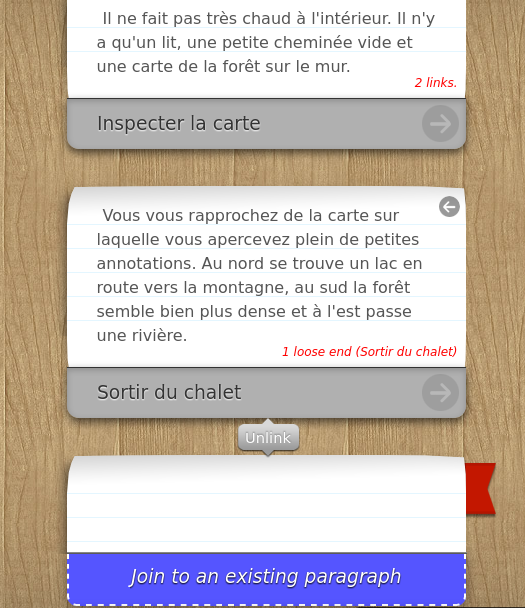 Il ne fait pas très chaud à l'intérieur. Il n'y
a qu'un lit, une petite cheminée vide et
une carte de la forêt sur le mur.
2 links.
Inspecter la carte
Vous vous rapprochez de la carte sur
laquelle vous apercevez plein de petites
annotations. Au nord se trouve un lac en
route vers la montagne, au sud la forêt
semble bien plus dense et à l'est passe
une rivière.
1 loose end (Sortir du chalet)
Sortir du chalet
Unlink
Join to an existing paragraph